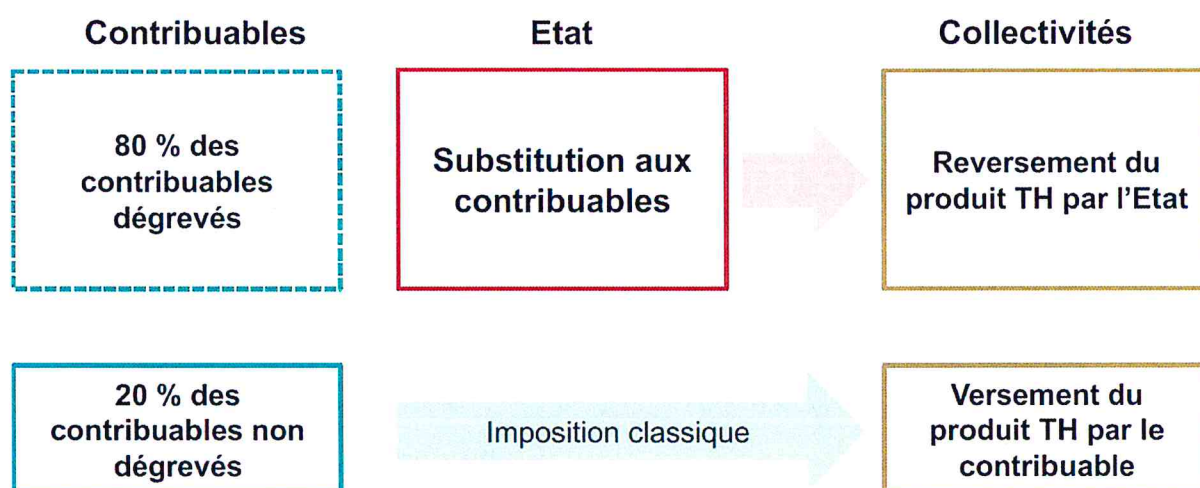 Contribuables
Etat
Collectivités
80 % des
contribuables
dégrevés
Substitution aux
contribuables
Reversement du
produit TH par l’Etat
20 % des
contribuables non
dégrevés
Imposition classique
Versement du
produit TH par le
contribuable